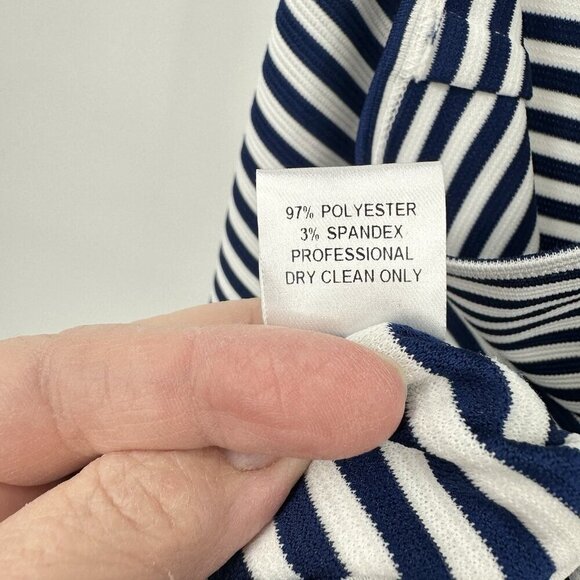 97% POLYESTER
3% SPANDEX
PROFESSIONAL
DRY CLEAN ONLY